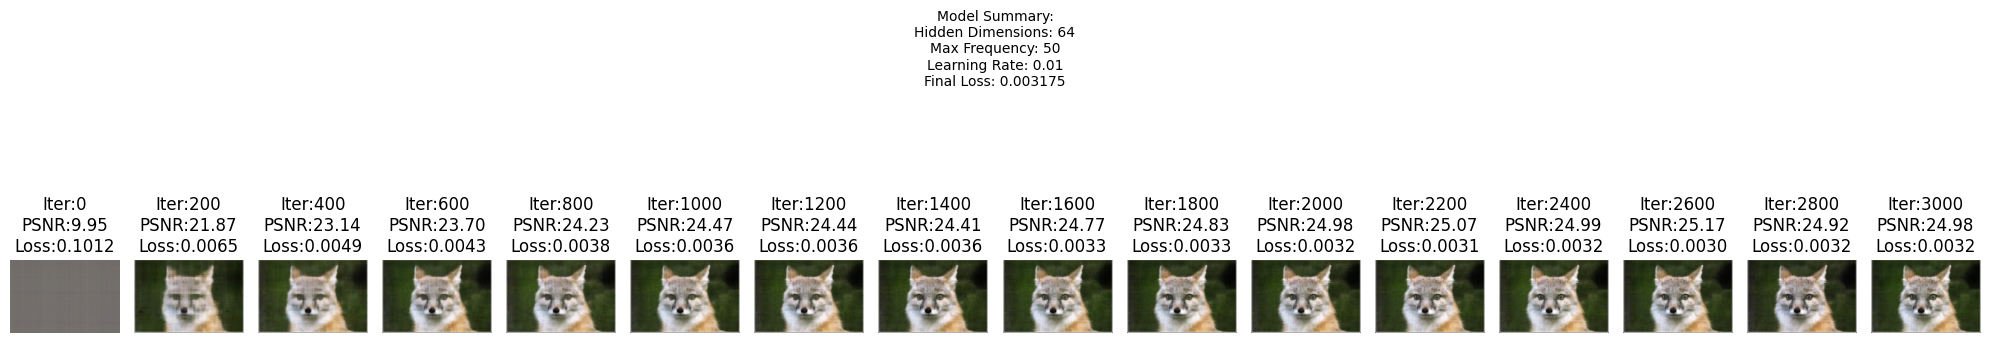 Model Summary:
Hidden Dimensions: 64
Max Frequency: 50
Learning Rate: 0.01
Final Loss: 0.003175
Iter:0
PSNR:9.95
Loss:0.1012
Iter:200
PSNR:21.87
Loss:0.0065
Iter:400
PSNR:23.14
Loss:0.0049
Iter:600
PSNR:23.70
Loss:0.0043
Iter:800
PSNR:24.23
Loss:0.0038
Iter:1000
PSNR:24.47
Loss:0.0036
Iter:1200
PSNR:24.44
Loss:0.0036
Iter:1400
PSNR:24.41
Loss:0.0036
Iter:1600
PSNR:24.77
Loss:0.0033
Iter:1800
PSNR:24.83
Loss:0.0033
Iter:2000
PSNR:24.98
Loss:0.0032
Iter:2200
PSNR:25.07
Loss:0.0031
Iter:2400
PSNR:24.99
Loss:0.0032
Iter:2600
PSNR:25.17
Loss:0.0030
Iter:2800
PSNR:24.92
Loss:0.0032
Iter:3000
PSNR:24.98
Loss:0.0032